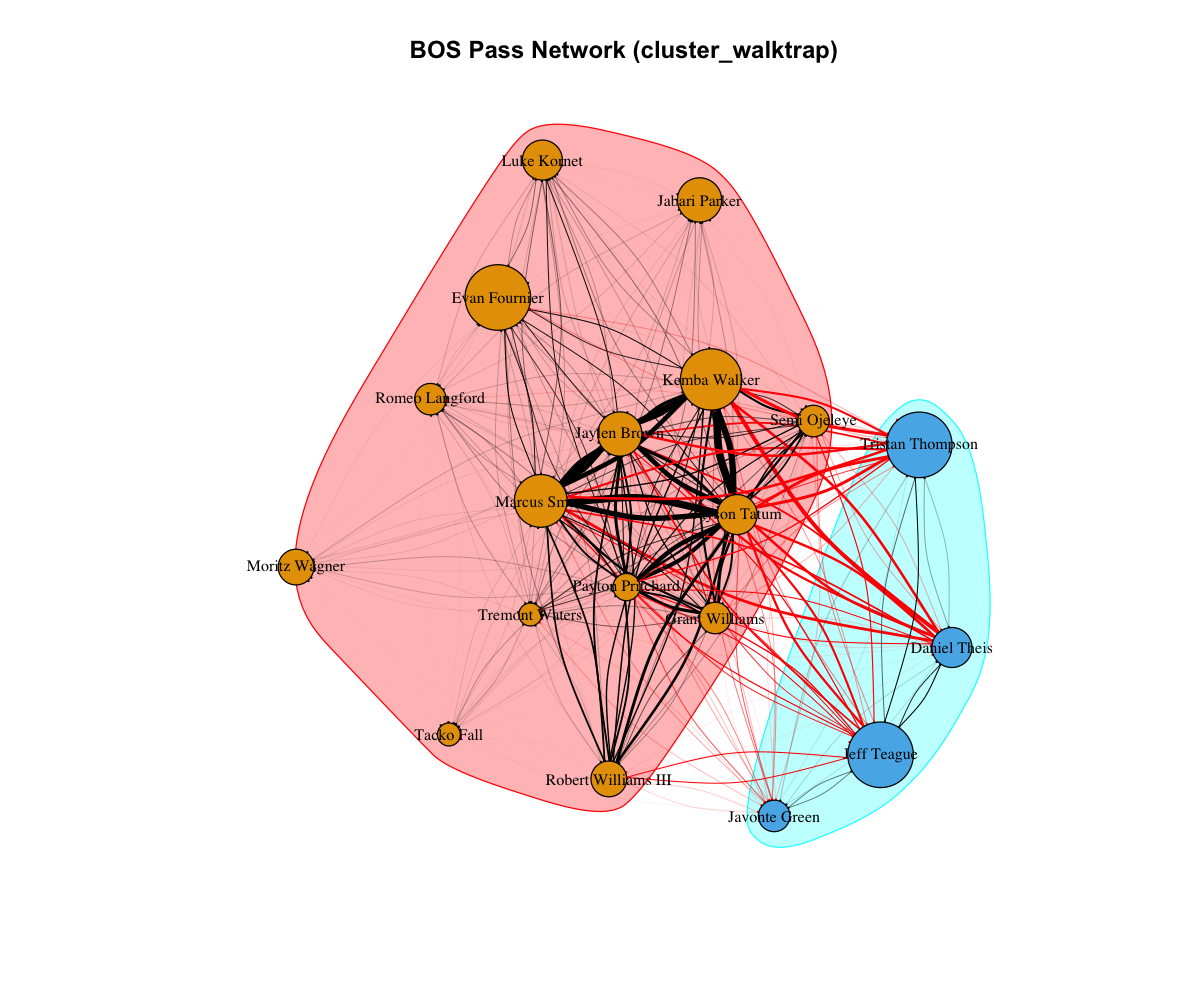 BOS Pass Network (cluster_walktrap)
Luke Kornet
Jabari Parker
Evan Fournier
Kemba Walker
Romeo Langford
Semi Ojeleye
Jaylen Brown
Tristan Thompson
Marcus Sm
son Tatum
Moritz Wagner
Payton Pritchard
Tremont Waters
Grant Williams
Daniel Theis
Tacko Fall
Jeff Teague
Robert Williams III
Javonte Green